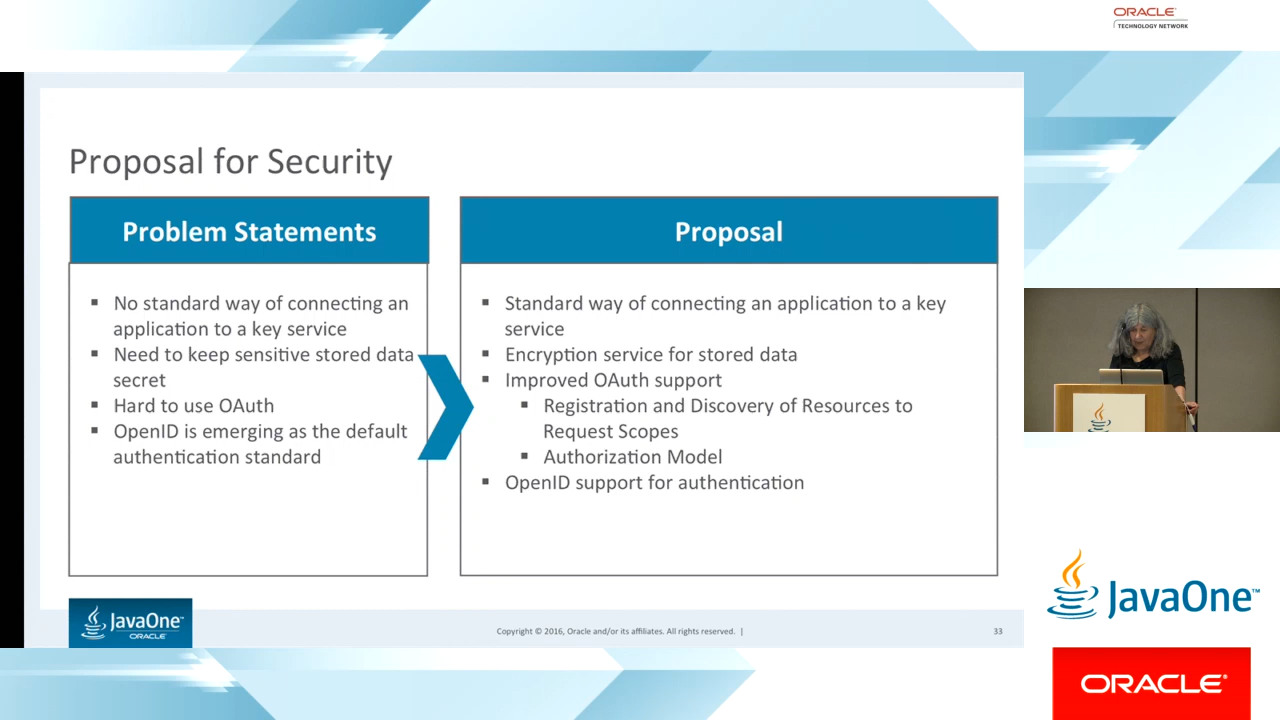 ORACLE
TECHNOLOGY NETWORK
Proposal for Security
Problem Statements
▪ No standard way of connecting an
application to a key service
▪ Need to keep sensitive stored data
secret
▪ Hard to use OAuth
▪ OpenID is emerging as the default
authentication standard
Proposal
▪ Standard way of connecting an application to a key
service
▪ Encryption service for stored data
▪ Improved OAuth support
▪ Registration and Discovery of Resources to
Request Scopes
▪ Authorization Model
▪ OpenID support for authentication
JavaOne™
ORACLE
Copyright © 2016, Oracle and/or its affiliates. All rights reserved. |
33
JavaOne™
ORACLE®